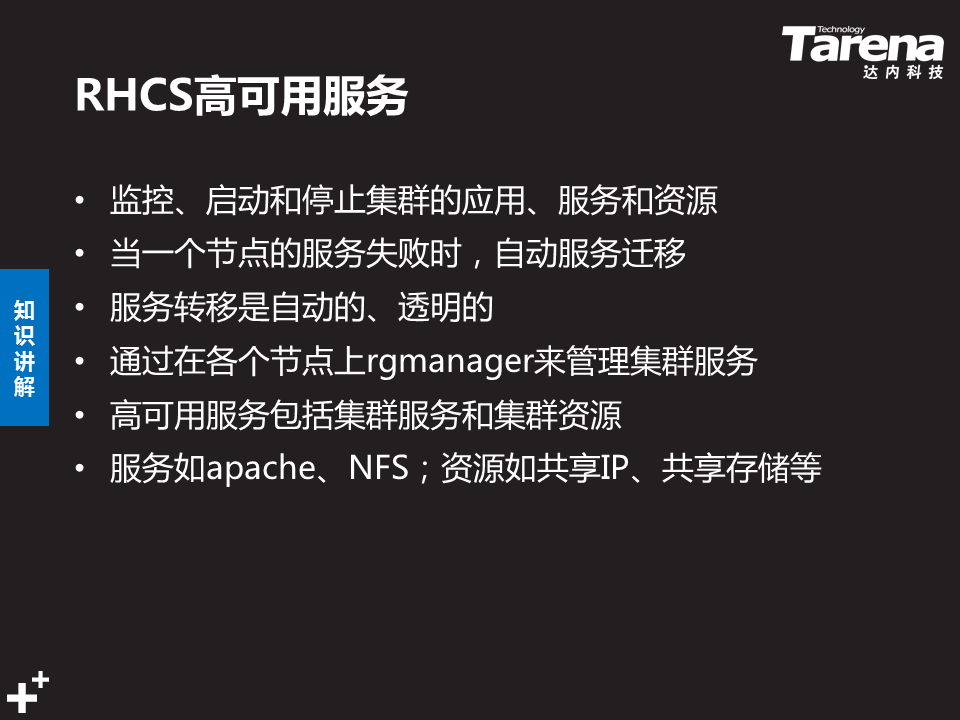 Technology
Tarena
达内科技
RHCS高可用服务
• 监控、启动和停止集群的应用、服务和资源
• 当一个节点的服务失败时，自动服务迁移
• 服务转移是自动的、透明的
• 通过在各个节点上rgmanager来管理集群服务
• 高可用服务包括集群服务和集群资源
• 服务如apache、NFS；资源如共享IP、共享存储等
知识讲解